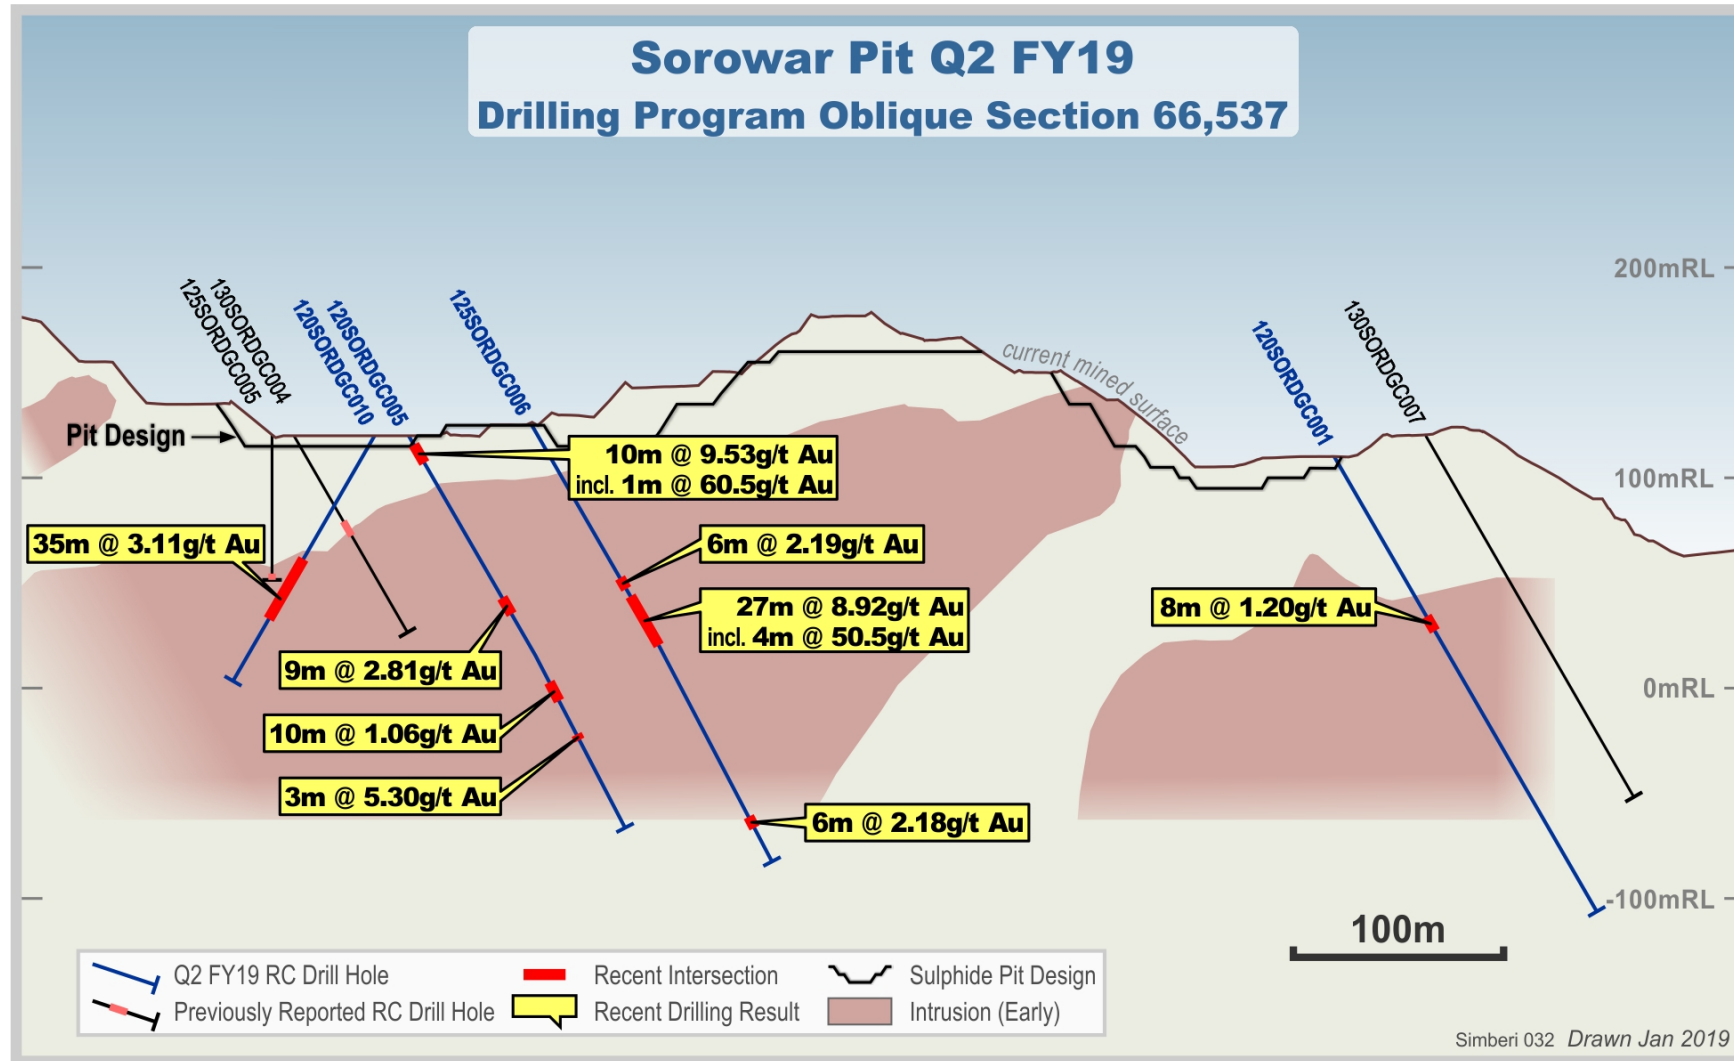 Sorowar Pit Q2 FY19
Drilling Program Oblique Section 66,537
200mRL
100mRL
0mRL
-100mRL
125SORDGC005
130SORDGC004
120SORDGC010
120SORDGC005
125SORDGC006
120SORDGC001
130SORDGC007
current mined surface
Pit Design
10m @ 9.53g/t Au
incl. 1m @ 60.5g/t Au
35m @ 3.11g/t Au
6m @ 2.19g/t Au
27m @ 8.92g/t Au
incl. 4m @ 50.5g/t Au
8m @ 1.20g/t Au
9m @ 2.81g/t Au
10m @ 1.06g/t Au
3m @ 5.30g/t Au
6m @ 2.18g/t Au
100m
Q2 FY19 RC Drill Hole
Previously Reported RC Drill Hole
Recent Intersection
Recent Drilling Result
Sulphide Pit Design
Intrusion (Early)
Simberi 032 Drawn Jan 2019